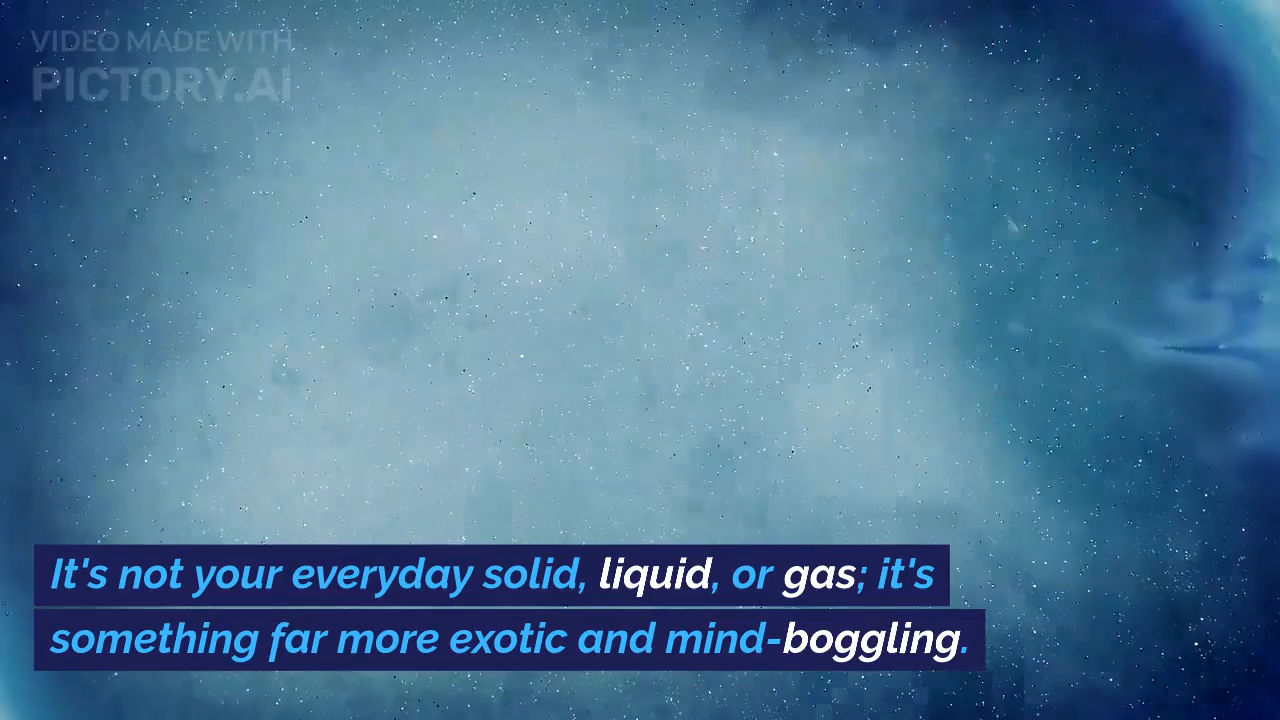 VIDEO MADE WITH
PICTORY.AI
It's not your everyday solid, liquid, or gas; it's
something far more exotic and mind-boggling.